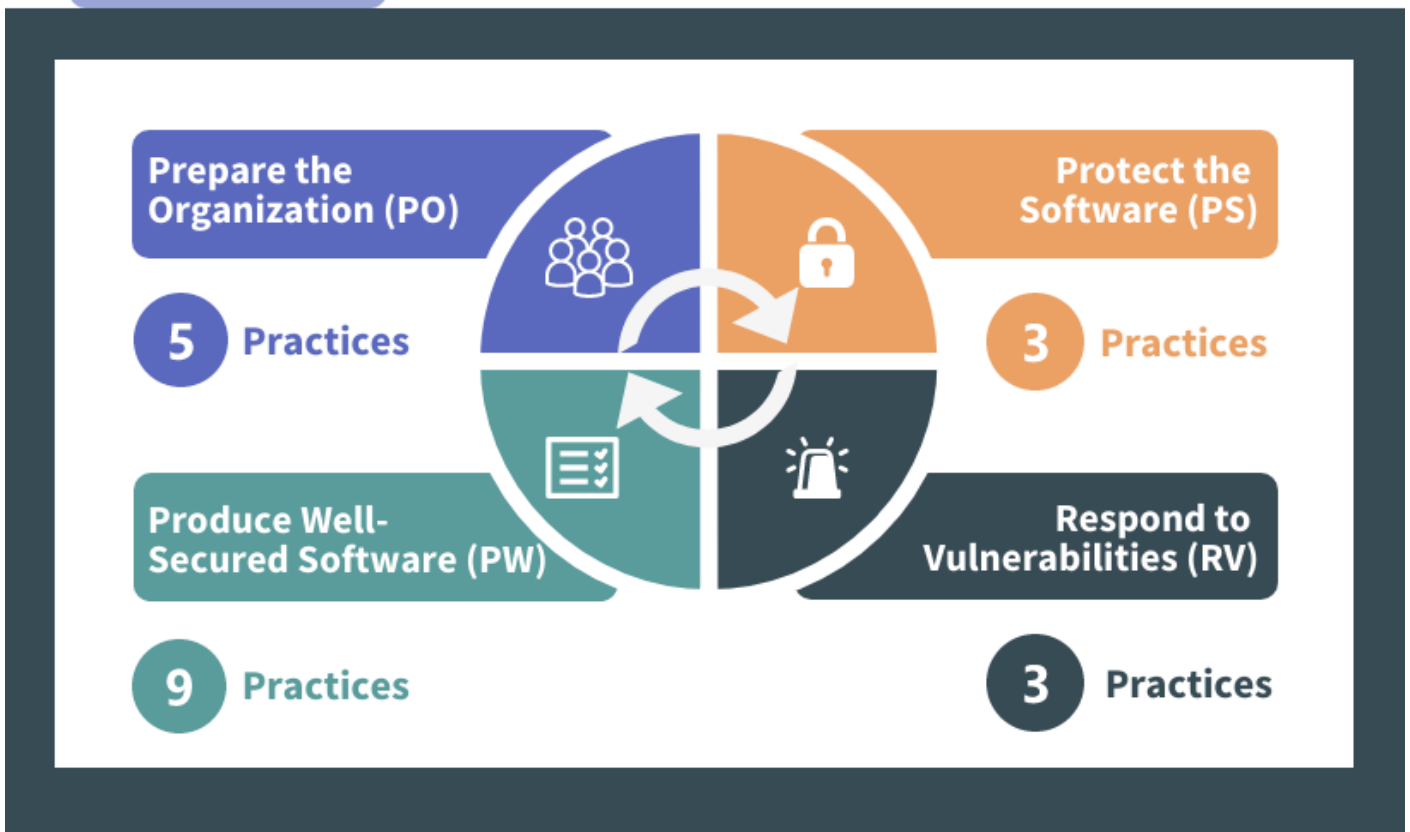 Prepare the
Organization (PO)
5 Practices
Protect the
Software (PS)
3 Practices
Produce Well-
Secured Software (PW)
9 Practices
Respond to
Vulnerabilities (RV)
3 Practices